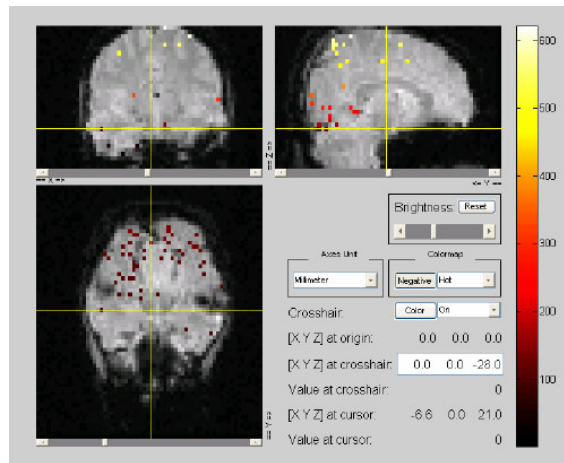 << X >>
<< Z >>
<< Y >>
<< Y >>
600
500
400
300
200
100
Brightness: Reset
Axes Unit
Colormap
Millimeter
Negative Hot
Crosshair: Color On
[X Y Z] at origin: 0.0 0.0 0.0
[X Y Z] at crosshair: 0.0 0.0 -28.0
Value at crosshair: 0
[X Y Z] at cursor: -6.6 0.0 21.0
Value at cursor: 0